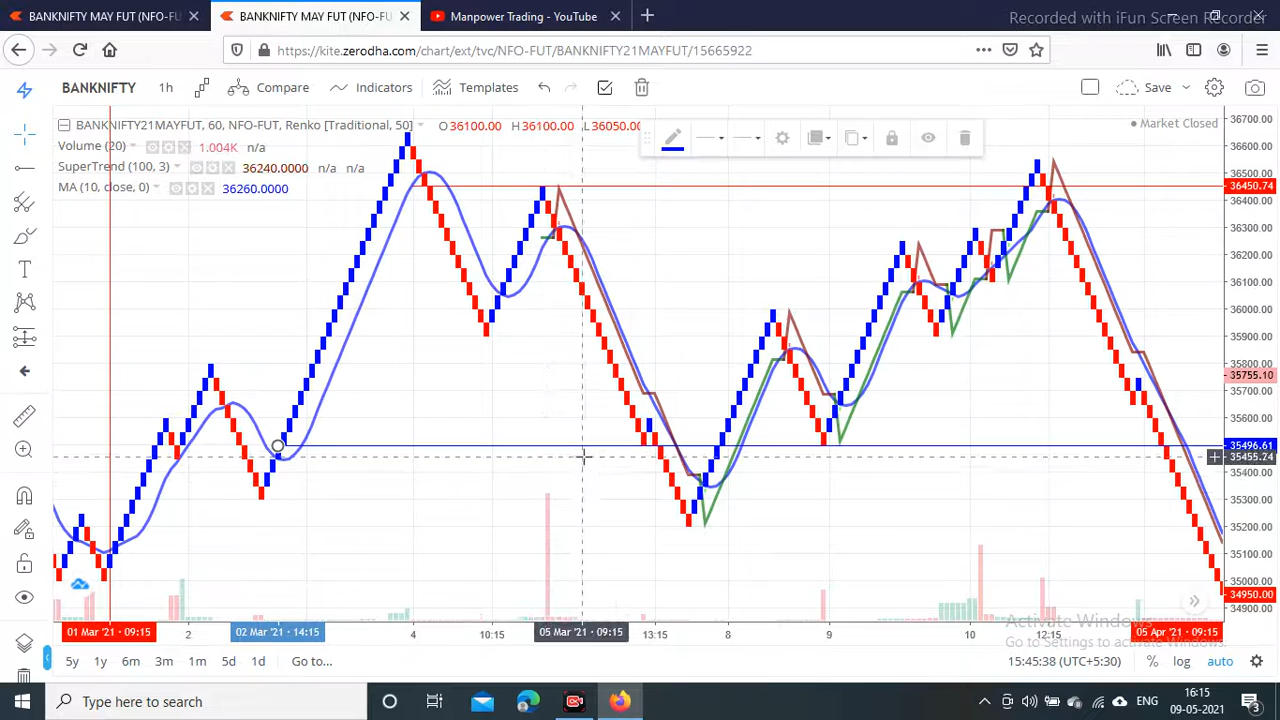 BANKNIFTY MAY FUT (NFO-FU
BANKNIFTY MAY FUT (NFO-FU
Manpower Trading - YouTube
Recorded with iFun Screen Recorder
https://kite.zerodha.com/chart/ext/tvc/NFO-FUT/BANKNIFTY21MAYFUT/15665922
BANKNIFTY
1h
Compare
Indicators
Templates
Save
BANKNIFTY21MAYFUT, 60, NFO-FUT, Renko [Traditional, 50]
O36100.00 H36100.00 L36050.00
Market Closed
Volume (20)
1.004K n/a
SuperTrend (100, 3)
36240.0000 n/a n/a
MA (10, close, 0)
36260.0000
36700.00
36600.00
36500.00
36450.74
36400.00
36300.00
36200.00
36100.00
36000.00
35900.00
35800.00
35755.10
35700.00
35600.00
35496.61
35455.24
35400.00
35300.00
35200.00
35100.00
35000.00
34950.00
34900.00
Activate Windows
Go to Settings to activate Windows.
01 Mar '21 · 09:15
2
02 MAR '21 · 14:15
4
10:15
05 Mar '21 · 09:15
13:15
8
9
10
12:15
05 Apr '21 · 09:15
5y
1y
6m
3m
1m
5d
1d
Go to...
15:45:38 (UTC+5:30)
%
log
auto
Type here to search
ENG
16:15
09-05-2021
3